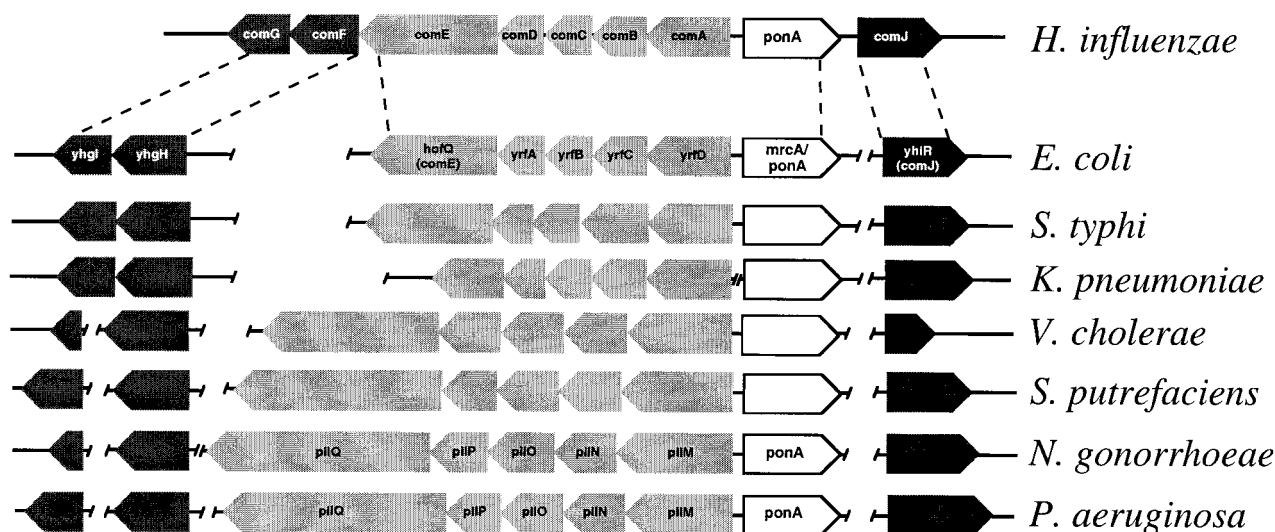 comG comF comE comD comC comB comA ponA comJ H. influenzae
yhgI yhgH hofQ (comE) yrfA yrfB yrfC yrfD mrcA/ ponA yhiR (comJ) E. coli
S. typhi
K. pneumoniae
V. cholerae
S. putrefaciens
pilQ pilP pilO pilN pilM ponA N. gonorrhoeae
pilQ pilP pilO pilN pilM ponA P. aeruginosa